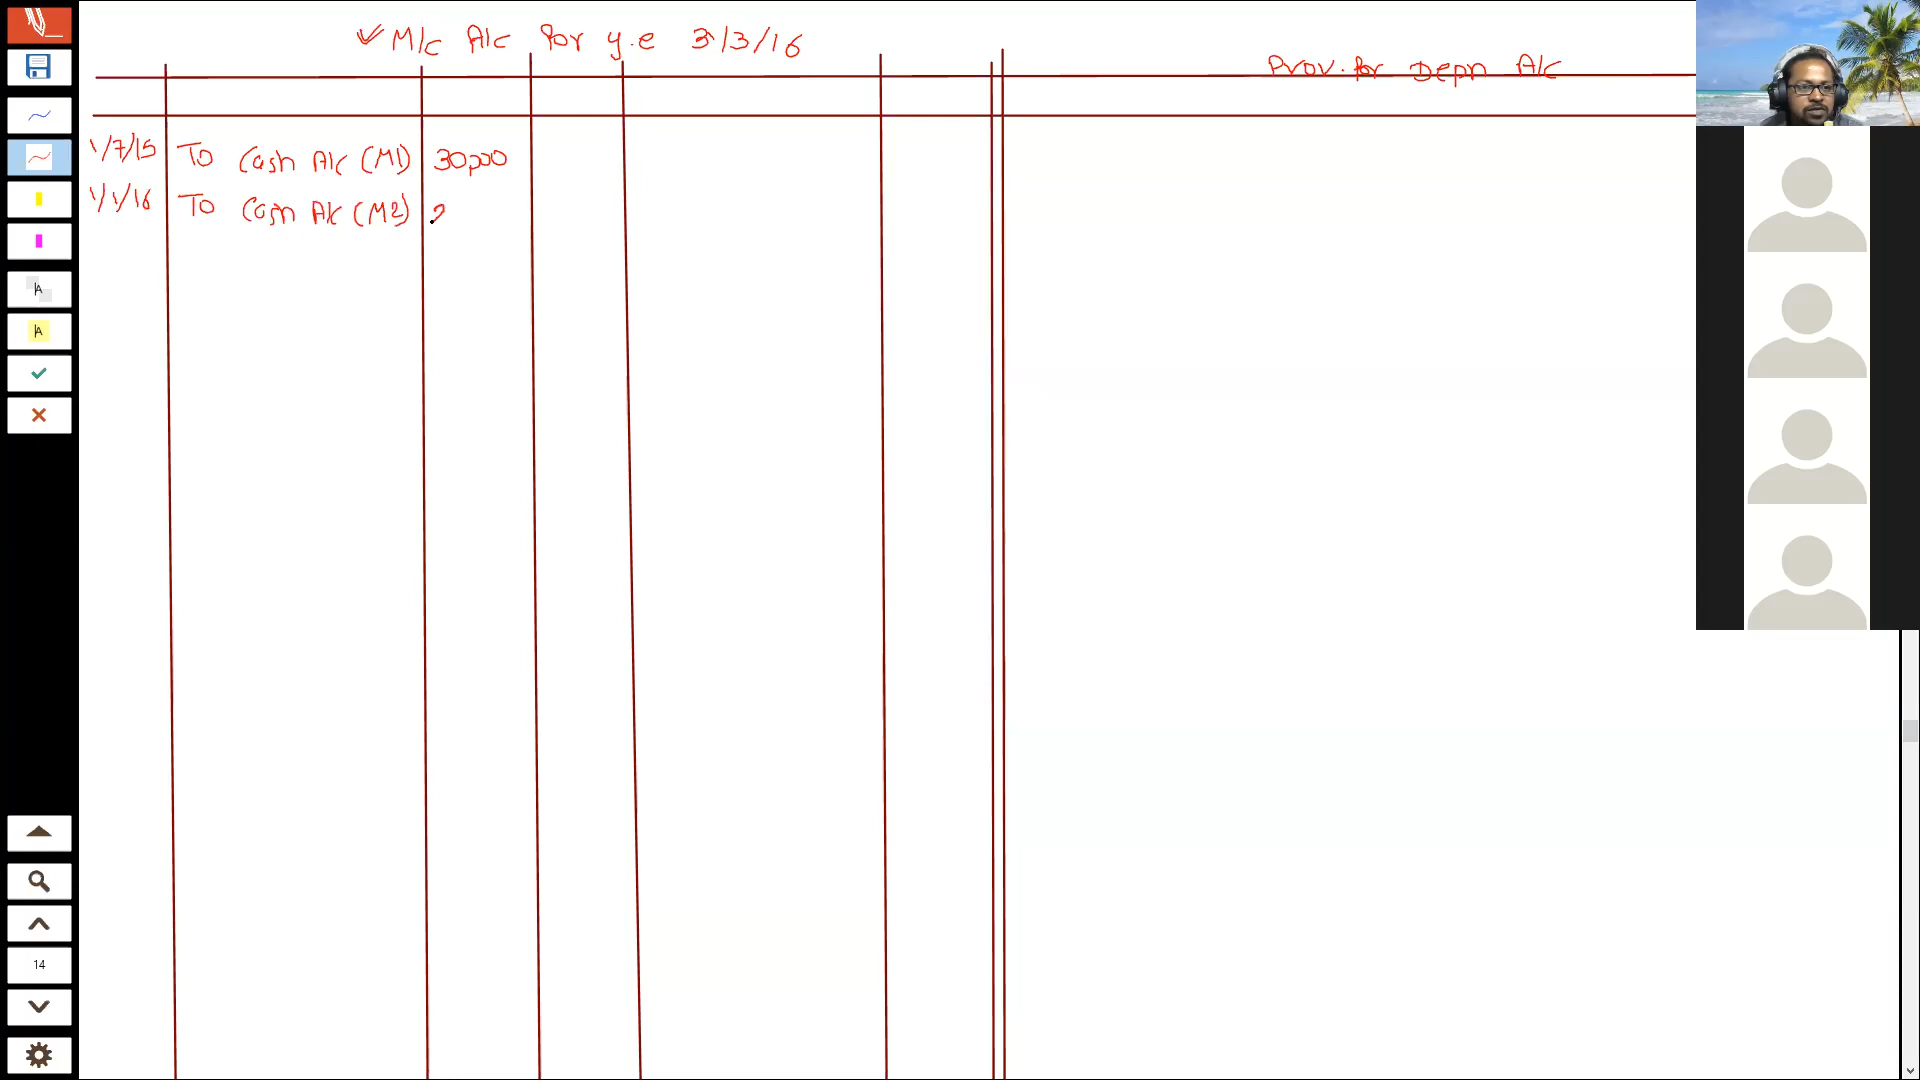 M/c A/c for y.e 31/3/16
Prov. for Depn A/c
1/7/15 To Cash A/c (M1) 30,000
1/1/16 To Cash A/c (M2) 2
A
A
14